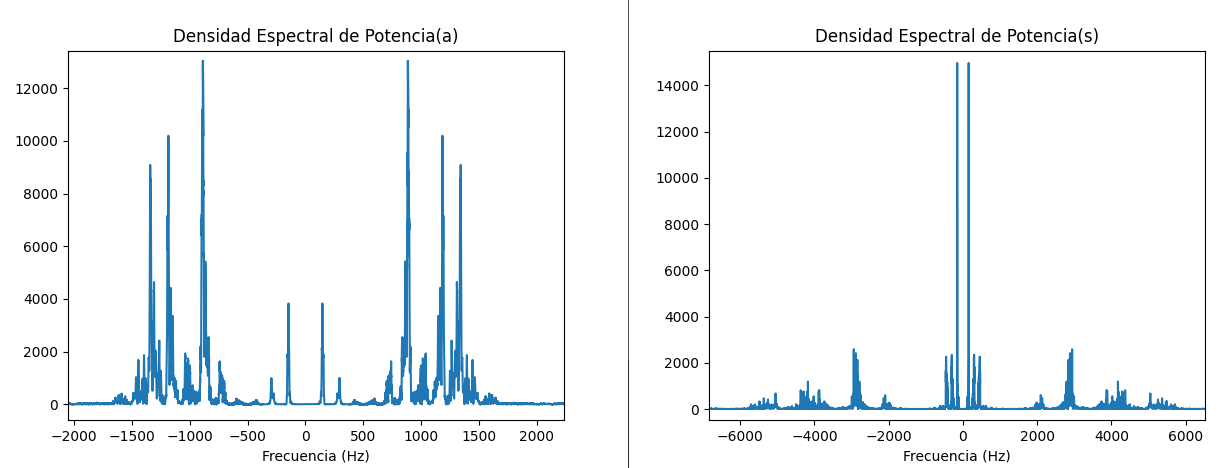 Densidad Espectral de Potencia(a)
12000
10000
8000
6000
4000
2000
0
−2000 −1500 −1000 −500 0 500 1000 1500 2000
Frecuencia (Hz)
Densidad Espectral de Potencia(s)
14000
12000
10000
8000
6000
4000
2000
0
−6000 −4000 −2000 0 2000 4000 6000
Frecuencia (Hz)